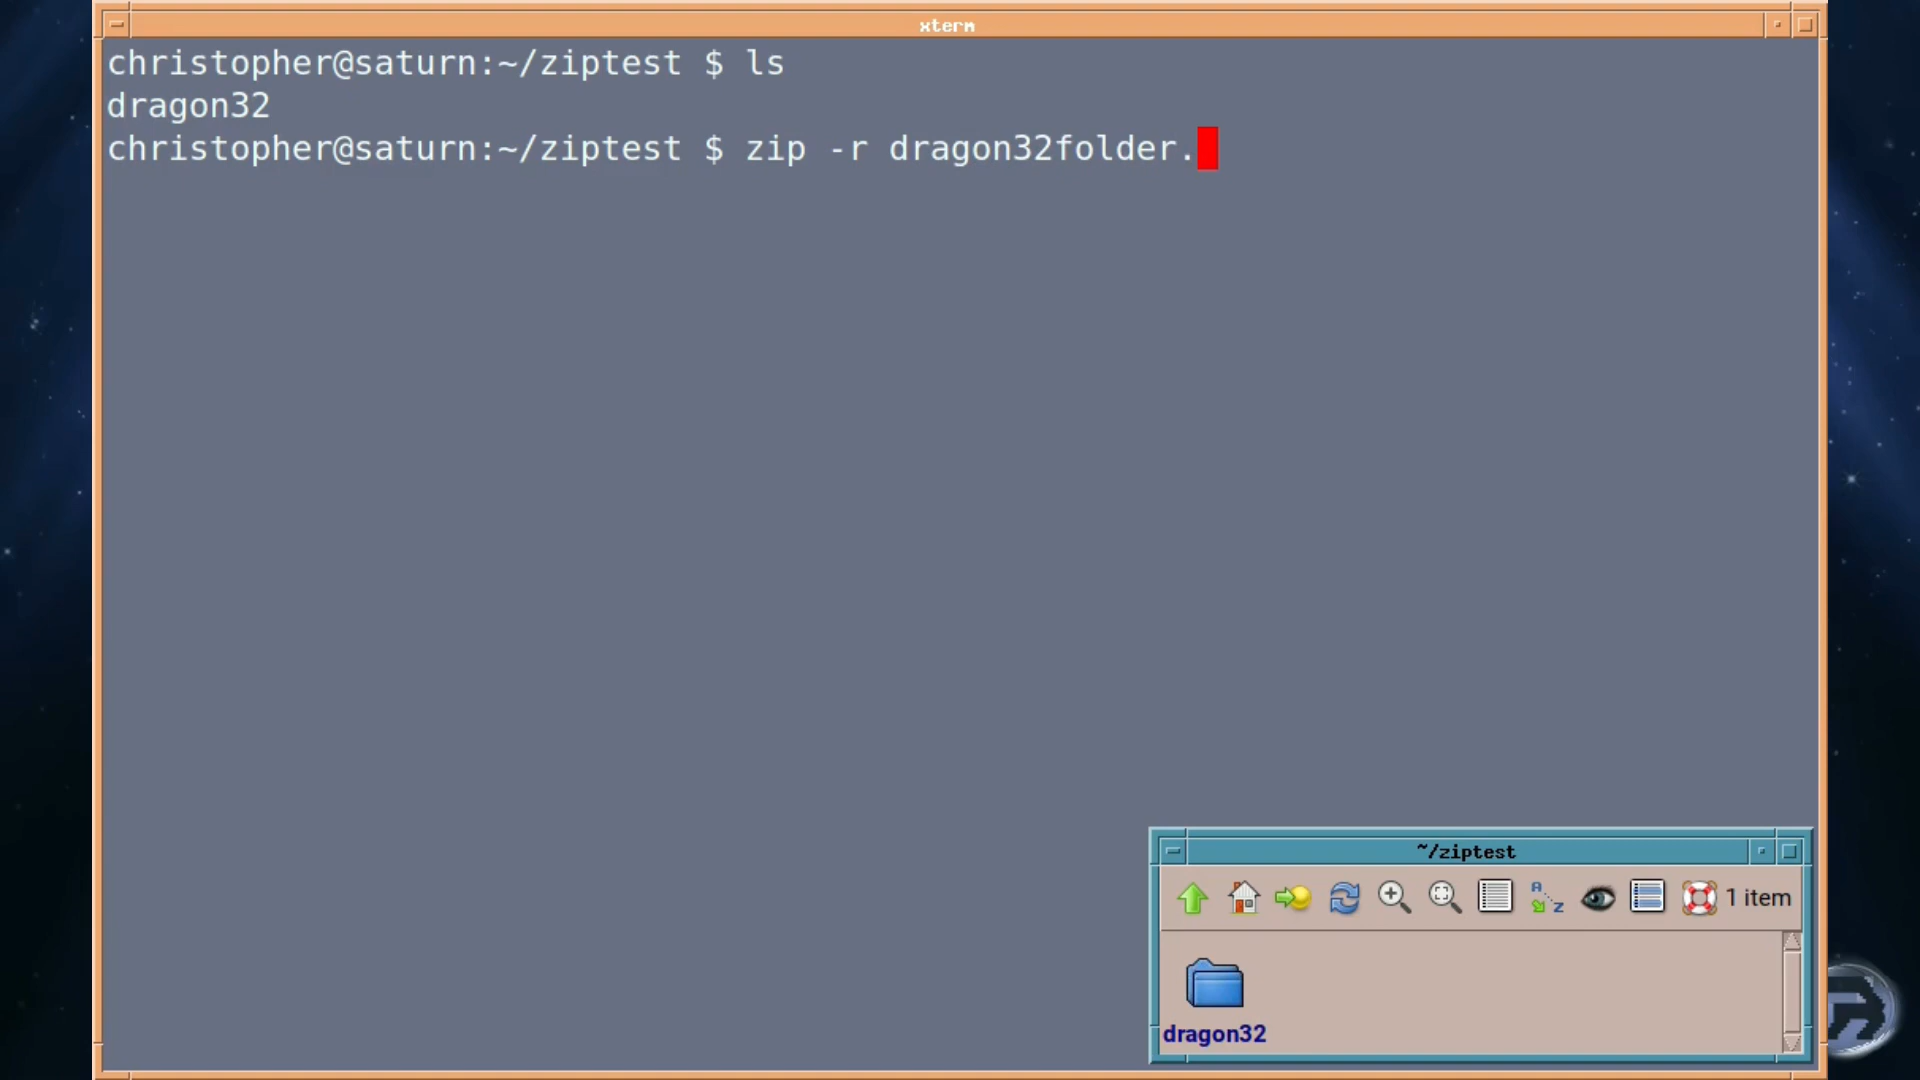 xterm
christopher@saturn:~/ziptest $ ls
dragon32
christopher@saturn:~/ziptest $ zip -r dragon32folder.
~/ziptest
A
Z
1 item
dragon32